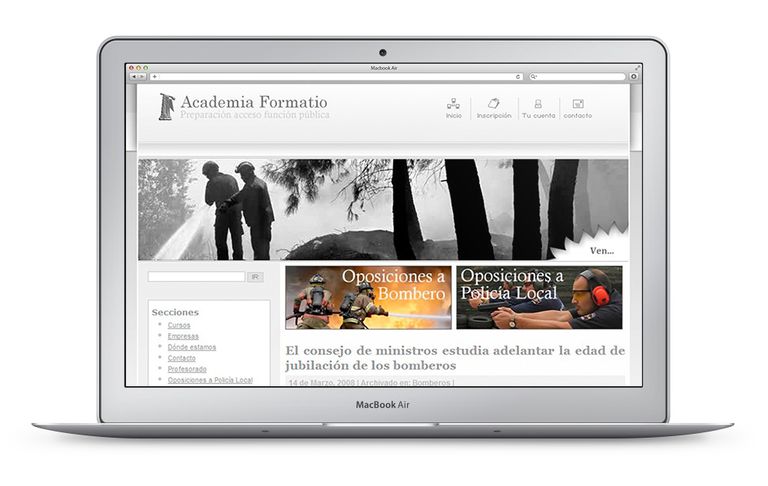 Macbook Air
Academia Formatio
Preparación acceso función pública
Inicio
Inscripción
Tu cuenta
contacto
Ven...
IR
Oposiciones a
Bombero
Oposiciones a
Policía Local
Secciones
Cursos
Empresas
Dónde estamos
Contacto
Profesorado
Oposiciones a Policía Local
El consejo de ministros estudia adelantar la edad de
jubilación de los bomberos
14 de Marzo, 2008 | Archivado en: Bomberos |
MacBook Air